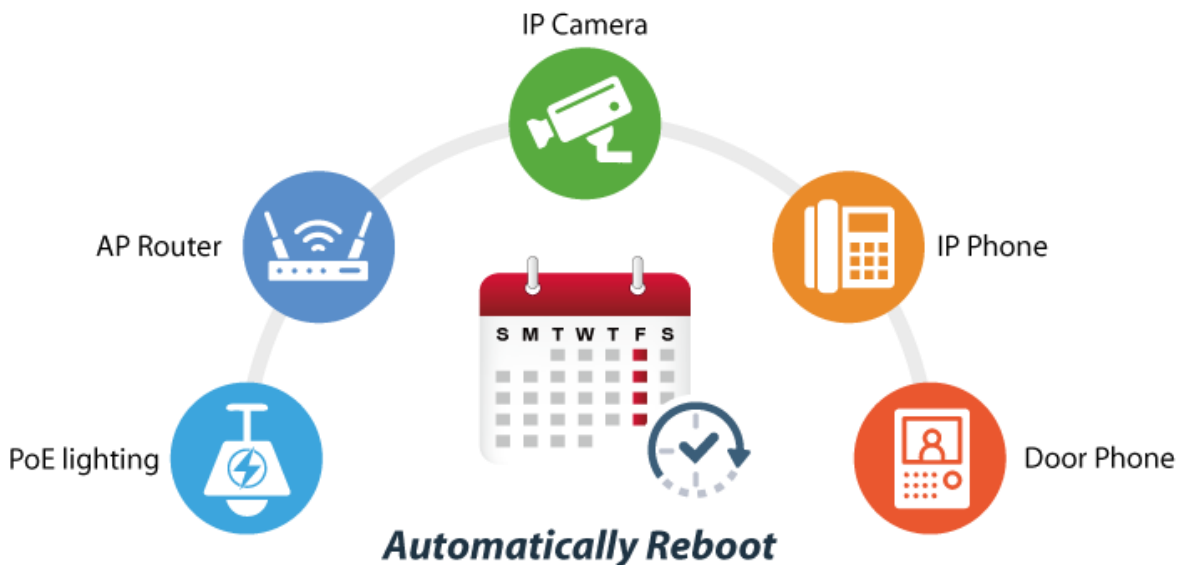 IP Camera
AP Router
IP Phone
S M T W T F S
PoE lighting
Door Phone
Automatically Reboot